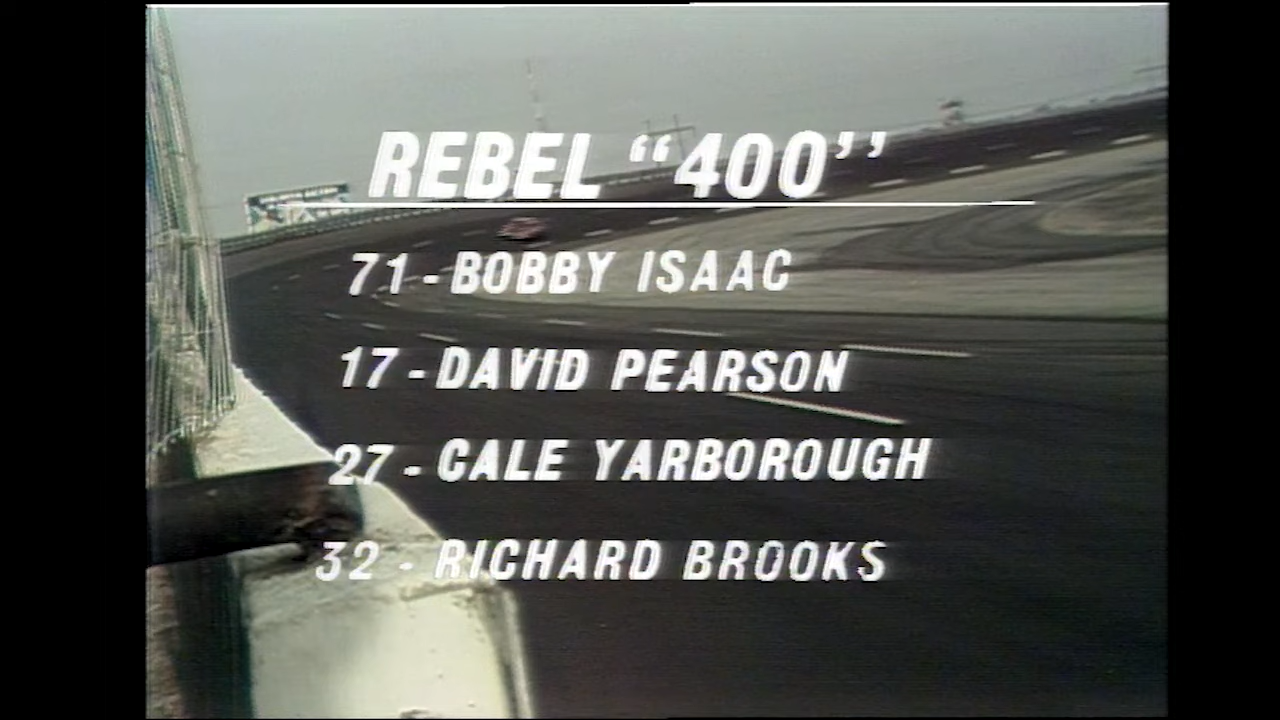 REBEL “400’’
71 - BOBBY ISAAC
17 - DAVID PEARSON
27 - CALE YARBOROUGH
32 - RICHARD BROOKS